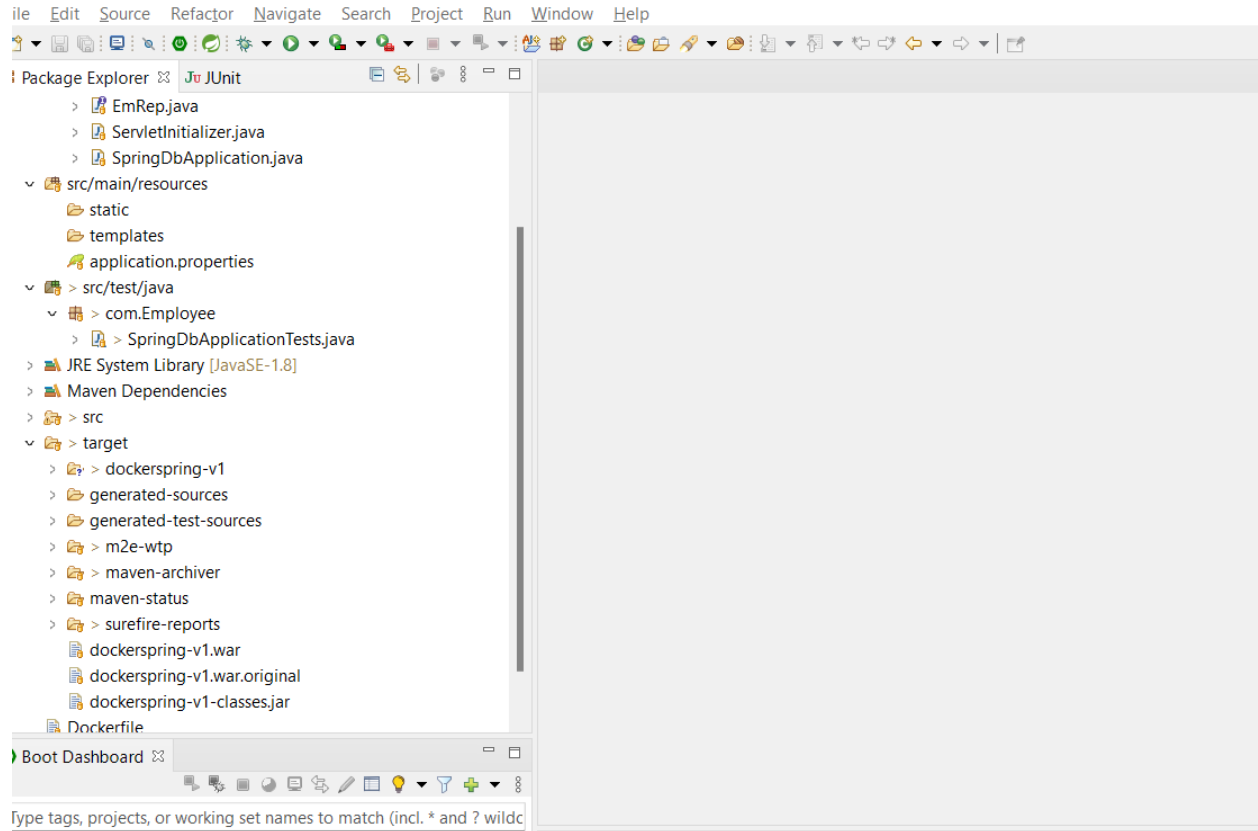 ile Edit Source Refactor Navigate Search Project Run Window Help
Package Explorer Ju JUnit
EmRep.java
ServletInitializer.java
SpringDbApplication.java
src/main/resources
static
templates
application.properties
> src/test/java
> com.Employee
> SpringDbApplicationTests.java
JRE System Library [JavaSE-1.8]
Maven Dependencies
> src
> target
> dockerspring-v1
generated-sources
generated-test-sources
> m2e-wtp
> maven-archiver
maven-status
> surefire-reports
dockerspring-v1.war
dockerspring-v1.war.original
dockerspring-v1-classes.jar
Dockerfile
Boot Dashboard
Type tags, projects, or working set names to match (incl. * and ? wildc